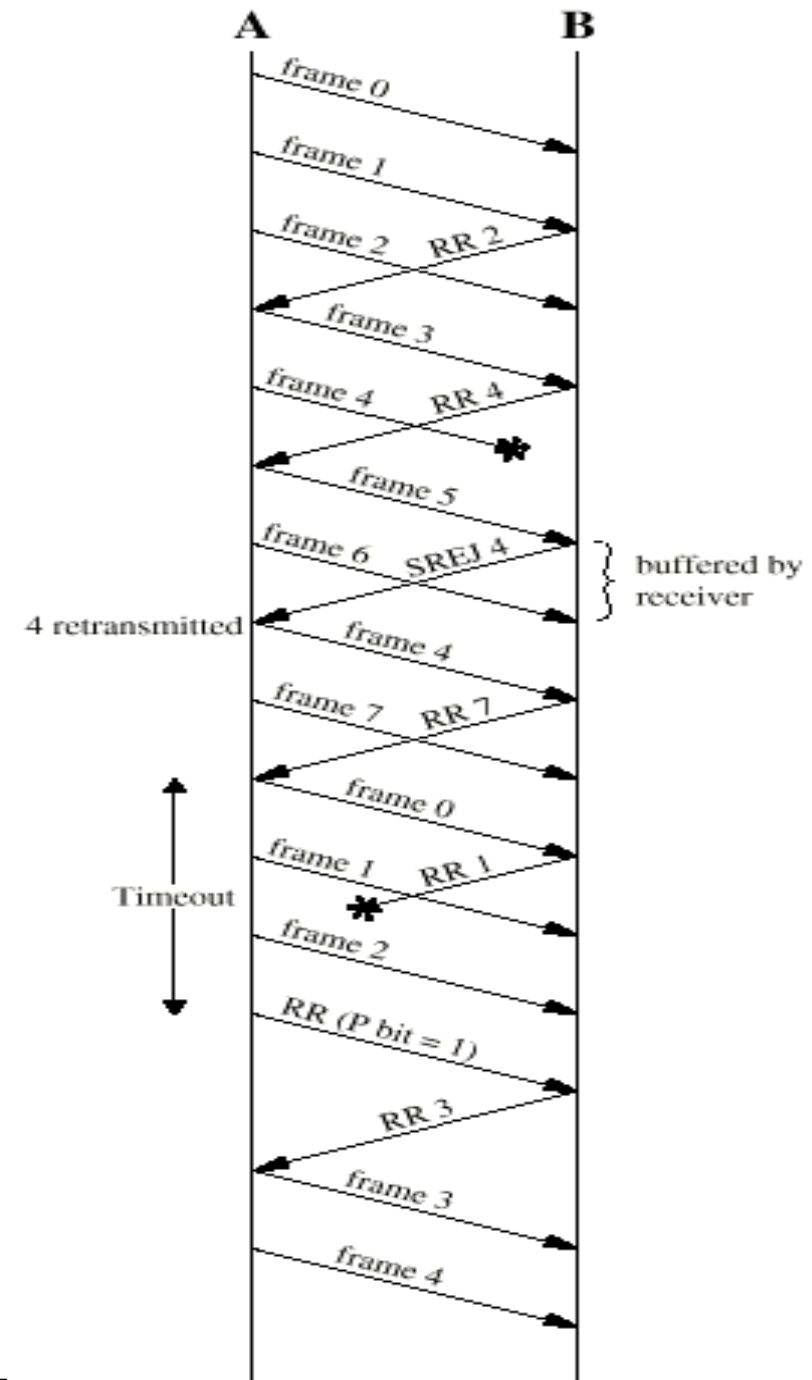 A
B
frame 0
frame 1
frame 2
RR 2
frame 3
frame 4
RR 4
frame 5
frame 6
SREJ 4
buffered by
receiver
4 retransmitted
frame 4
frame 7
RR 7
frame 0
frame 1
RR 1
Timeout
frame 2
RR (P bit = 1)
RR 3
frame 3
frame 4